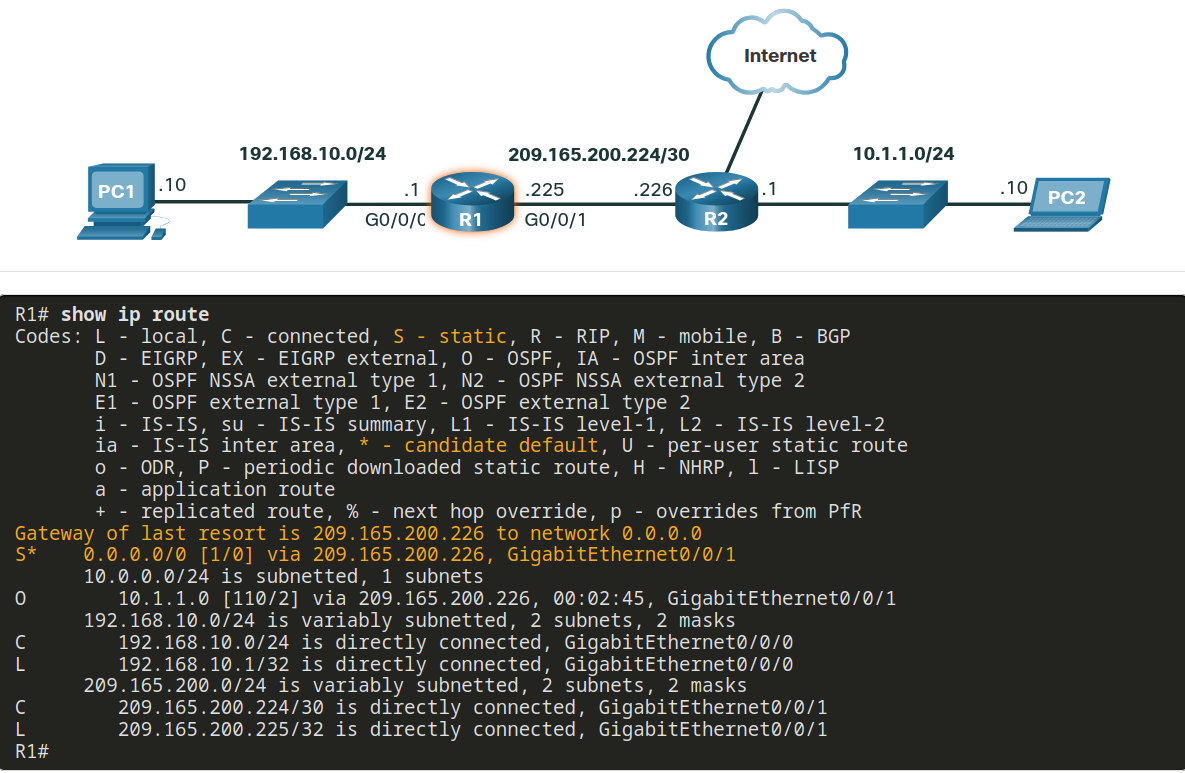 Internet
192.168.10.0/24
209.165.200.224/30
10.1.1.0/24
PC1 .10 .1 R1 .225 .226 R2 .1 .10 PC2
G0/0/0 G0/0/1
R1# show ip route
Codes: L - local, C - connected, S - static, R - RIP, M - mobile, B - BGP
D - EIGRP, EX - EIGRP external, O - OSPF, IA - OSPF inter area
N1 - OSPF NSSA external type 1, N2 - OSPF NSSA external type 2
E1 - OSPF external type 1, E2 - OSPF external type 2
i - IS-IS, su - IS-IS summary, L1 - IS-IS level-1, L2 - IS-IS level-2
ia - IS-IS inter area, * - candidate default, U - per-user static route
o - ODR, P - periodic downloaded static route, H - NHRP, l - LISP
a - application route
+ - replicated route, % - next hop override, p - overrides from PfR
Gateway of last resort is 209.165.200.226 to network 0.0.0.0
S* 0.0.0.0/0 [1/0] via 209.165.200.226, GigabitEthernet0/0/1
10.0.0.0/24 is subnetted, 1 subnets
O 10.1.1.0 [110/2] via 209.165.200.226, 00:02:45, GigabitEthernet0/0/1
192.168.10.0/24 is variably subnetted, 2 subnets, 2 masks
C 192.168.10.0/24 is directly connected, GigabitEthernet0/0/0
L 192.168.10.1/32 is directly connected, GigabitEthernet0/0/0
209.165.200.0/24 is variably subnetted, 2 subnets, 2 masks
C 209.165.200.224/30 is directly connected, GigabitEthernet0/0/1
L 209.165.200.225/32 is directly connected, GigabitEthernet0/0/1
R1#